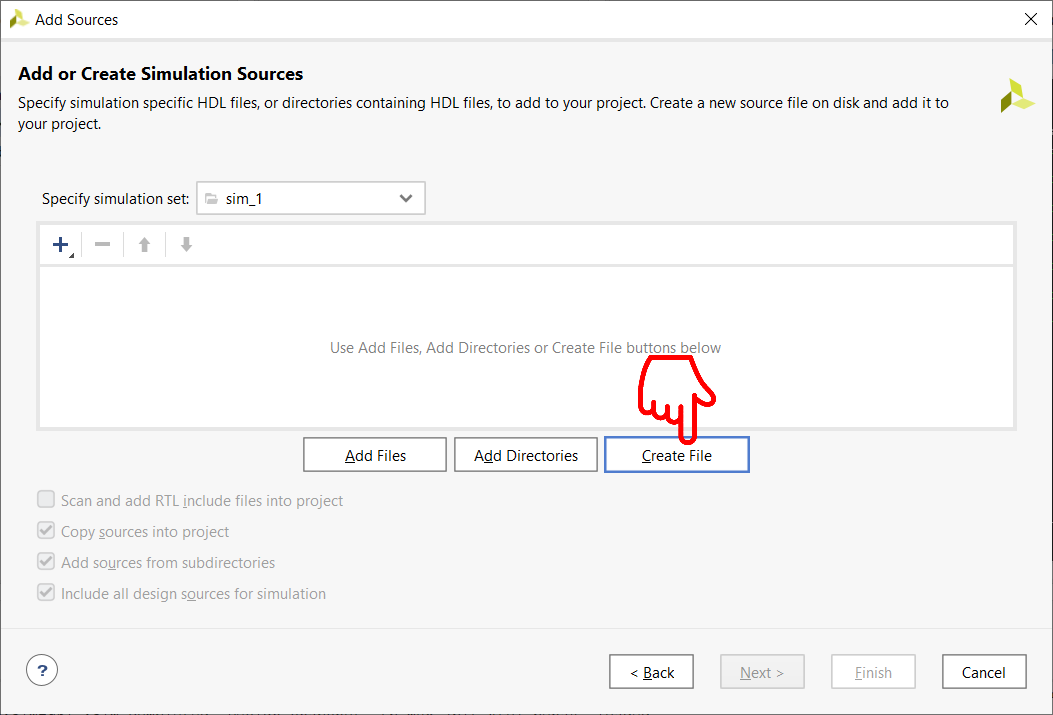 Add Sources
Add or Create Simulation Sources
Specify simulation specific HDL files, or directories containing HDL files, to add to your project. Create a new source file on disk and add it to
your project.
Specify simulation set: sim_1
Use Add Files, Add Directories or Create File buttons below
Add Files Add Directories Create File
Scan and add RTL include files into project
Copy sources into project
Add sources from subdirectories
Include all design sources for simulation
? < Back Next > Finish Cancel